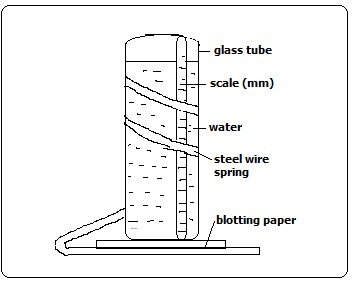 glass tube
scale (mm)
water
steel wire
spring
blotting paper